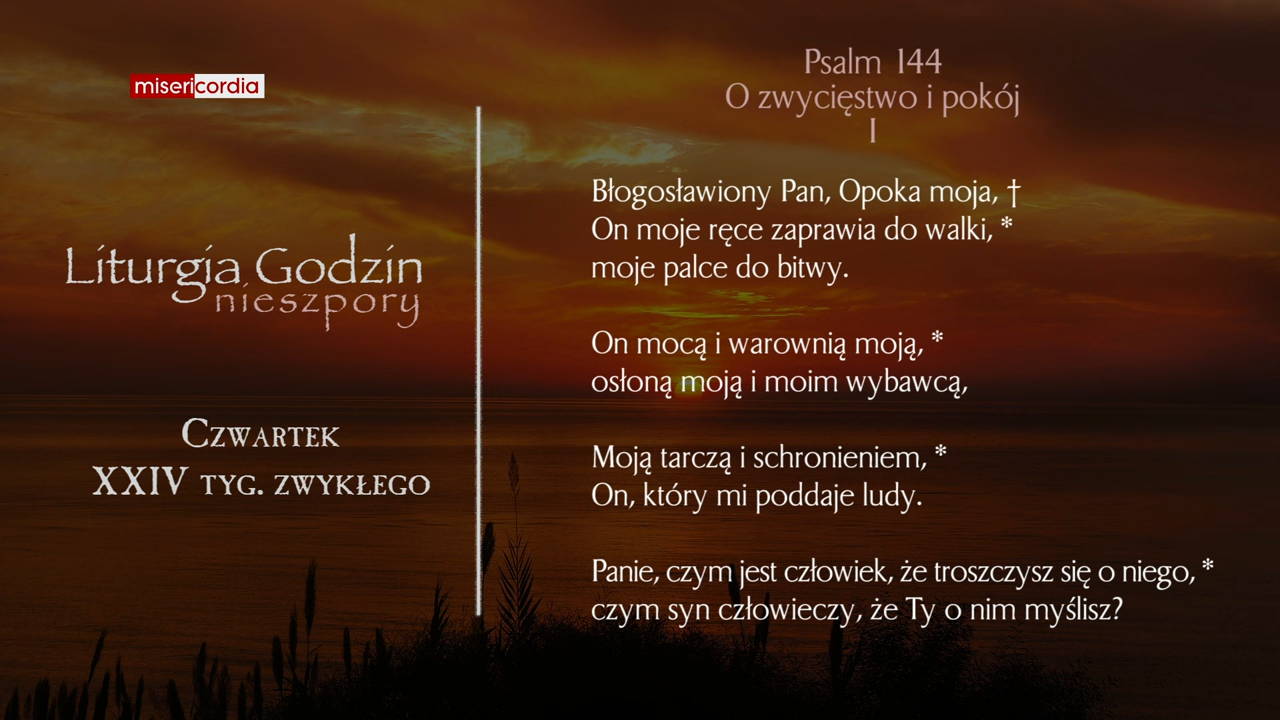 misericordia
Liturgia Godzin
nieszpory
Czwartek
XXIV tyg. zwykłego
Psalm 144
O zwycięstwo i pokój
I
Błogosławiony Pan, Opoka moja, †
On moje ręce zaprawia do walki, *
moje palce do bitwy.
On mocą i warownią moją, *
osłoną moją i moim wybawcą,
Moją tarczą i schronieniem, *
On, który mi poddaje ludy.
Panie, czym jest człowiek, że troszczysz się o niego, *
czym syn człowieczy, że Ty o nim myślisz?